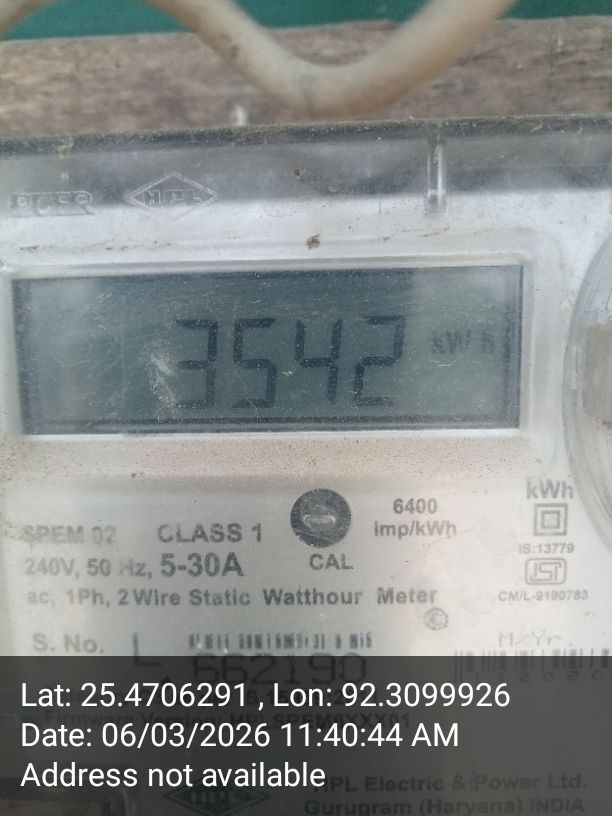 HPL
3542 kWh
kWh
6400
imp/kWh
SPEM 02 CLASS 1
IS:13779
240V, 50 Hz, 5-30A
CAL
CM/L-9190783
ac, 1Ph, 2 Wire Static Watthour Meter
S. No.
M/Yr.
662190
Lat: 25.4706291 , Lon: 92.3099926
Date: 06/03/2026 11:40:44 AM
Address not available
HPL Electric & Power Ltd.
Gurugram (Haryana) INDIA